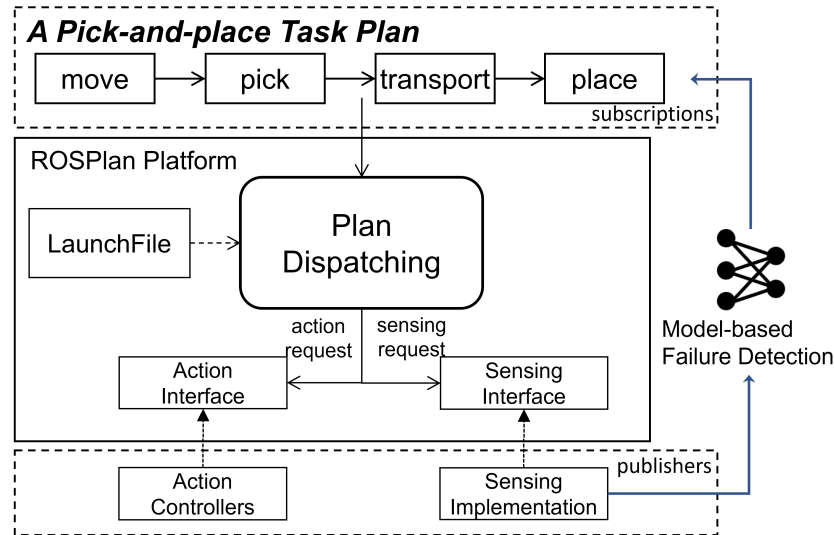 A Pick-and-place Task Plan
move
pick
transport
place
subscriptions
ROSPlan Platform
LaunchFile
Plan
Dispatching
action
request
sensing
request
Model-based
Failure Detection
Action
Interface
Sensing
Interface
publishers
Action
Controllers
Sensing
Implementation